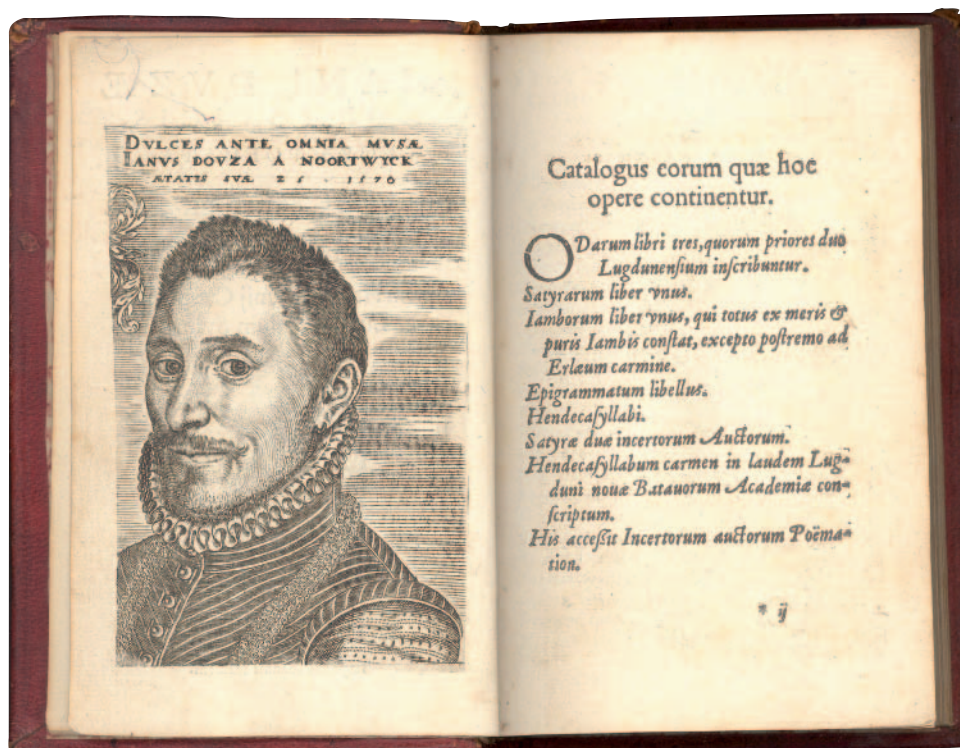 DVLCES ANTE OMNIA MVSÆ
IANVS DOVZA A NOORTWYCK
ÆTATIS SVÆ 25 . 1570
Catalogus eorum quæ hoc
opere continentur.
ODarum libri tres, quorum priores duo
Lugdunensium inſcribuntur.
Satyrarum liber vnus.
Iamborum liber vnus, qui totus ex meris &
puris Iambis conſtat, excepto poſtremo ad
Erlæum carmine.
Epigrammatum libellus.
Hendecaſyllabi.
Satyræ duæ incertorum Auctorum.
Hendecaſyllabum carmen in laudem Lug-
duni nouæ Batauorum Academiæ con-
ſcriptum.
His acceßit Incertorum auctorum Poëma-
tion.
* ij